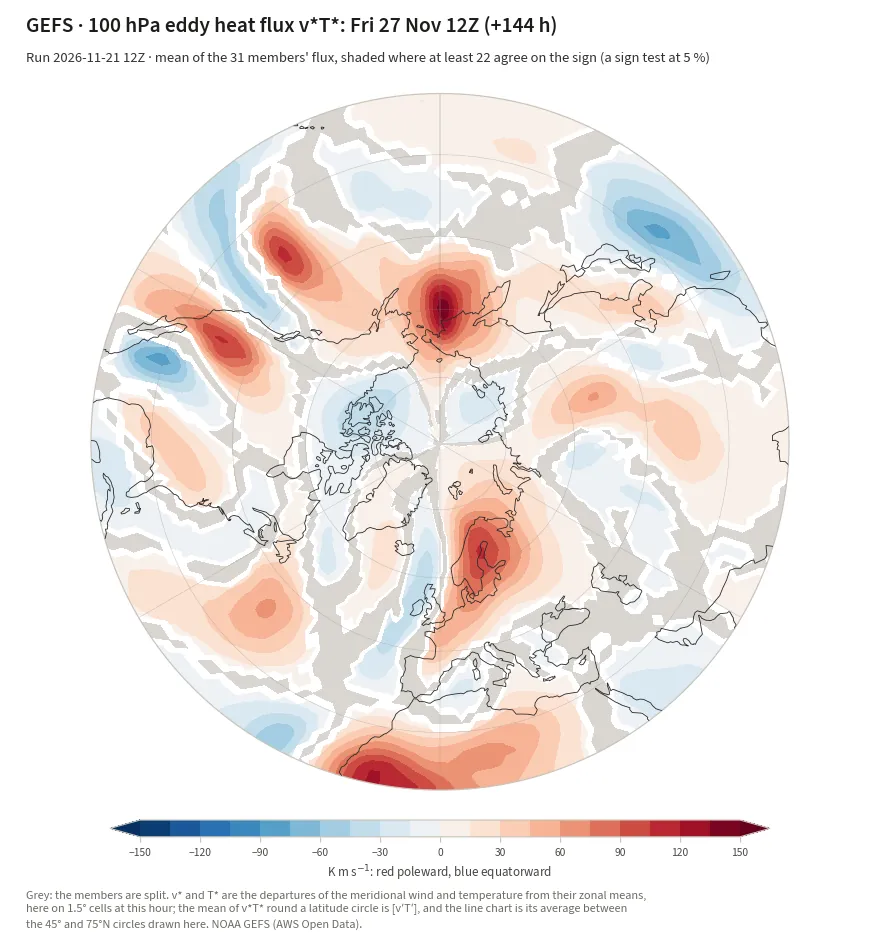 GEFS · 100 hPa eddy heat flux v*T*: Fri 27 Nov 12Z (+144 h)
Run 2026-11-21 12Z · mean of the 31 members' flux, shaded where at least 22 agree on the sign (a sign test at 5 %)
−150 −120 −90 −60 −30 0 30 60 90 120 150
K m s⁻¹: red poleward, blue equatorward
Grey: the members are split. v* and T* are the departures of the meridional wind and temperature from their zonal means,
here on 1.5° cells at this hour; the mean of v*T* round a latitude circle is [v′T′], and the line chart is its average between
the 45° and 75°N circles drawn here. NOAA GEFS (AWS Open Data).